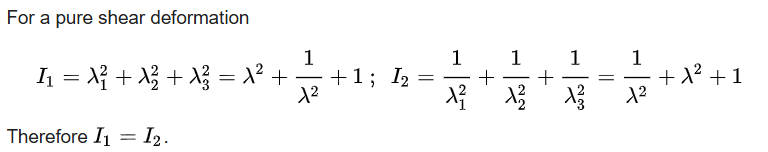 For a pure shear deformation
I₁ = λ₁² + λ₂² + λ₃² = λ² + 1/λ² + 1 ; I₂ = 1/λ₁² + 1/λ₂² + 1/λ₃² = 1/λ² + λ² + 1
Therefore I₁ = I₂.